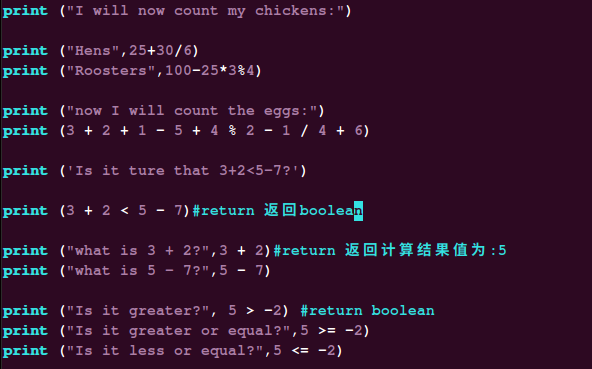 print ("I will now count my chickens:")
print ("Hens",25+30/6)
print ("Roosters",100-25*3%4)
print ("now I will count the eggs:")
print (3 + 2 + 1 - 5 + 4 % 2 - 1 / 4 + 6)
print ('Is it ture that 3+2<5-7?')
print (3 + 2 < 5 - 7)#return 返回boolean
print ("what is 3 + 2?",3 + 2)#return 返回计算结果值为:5
print ("what is 5 - 7?",5 - 7)
print ("Is it greater?", 5 > -2) #return boolean
print ("Is it greater or equal?",5 >= -2)
print ("Is it less or equal?",5 <= -2)